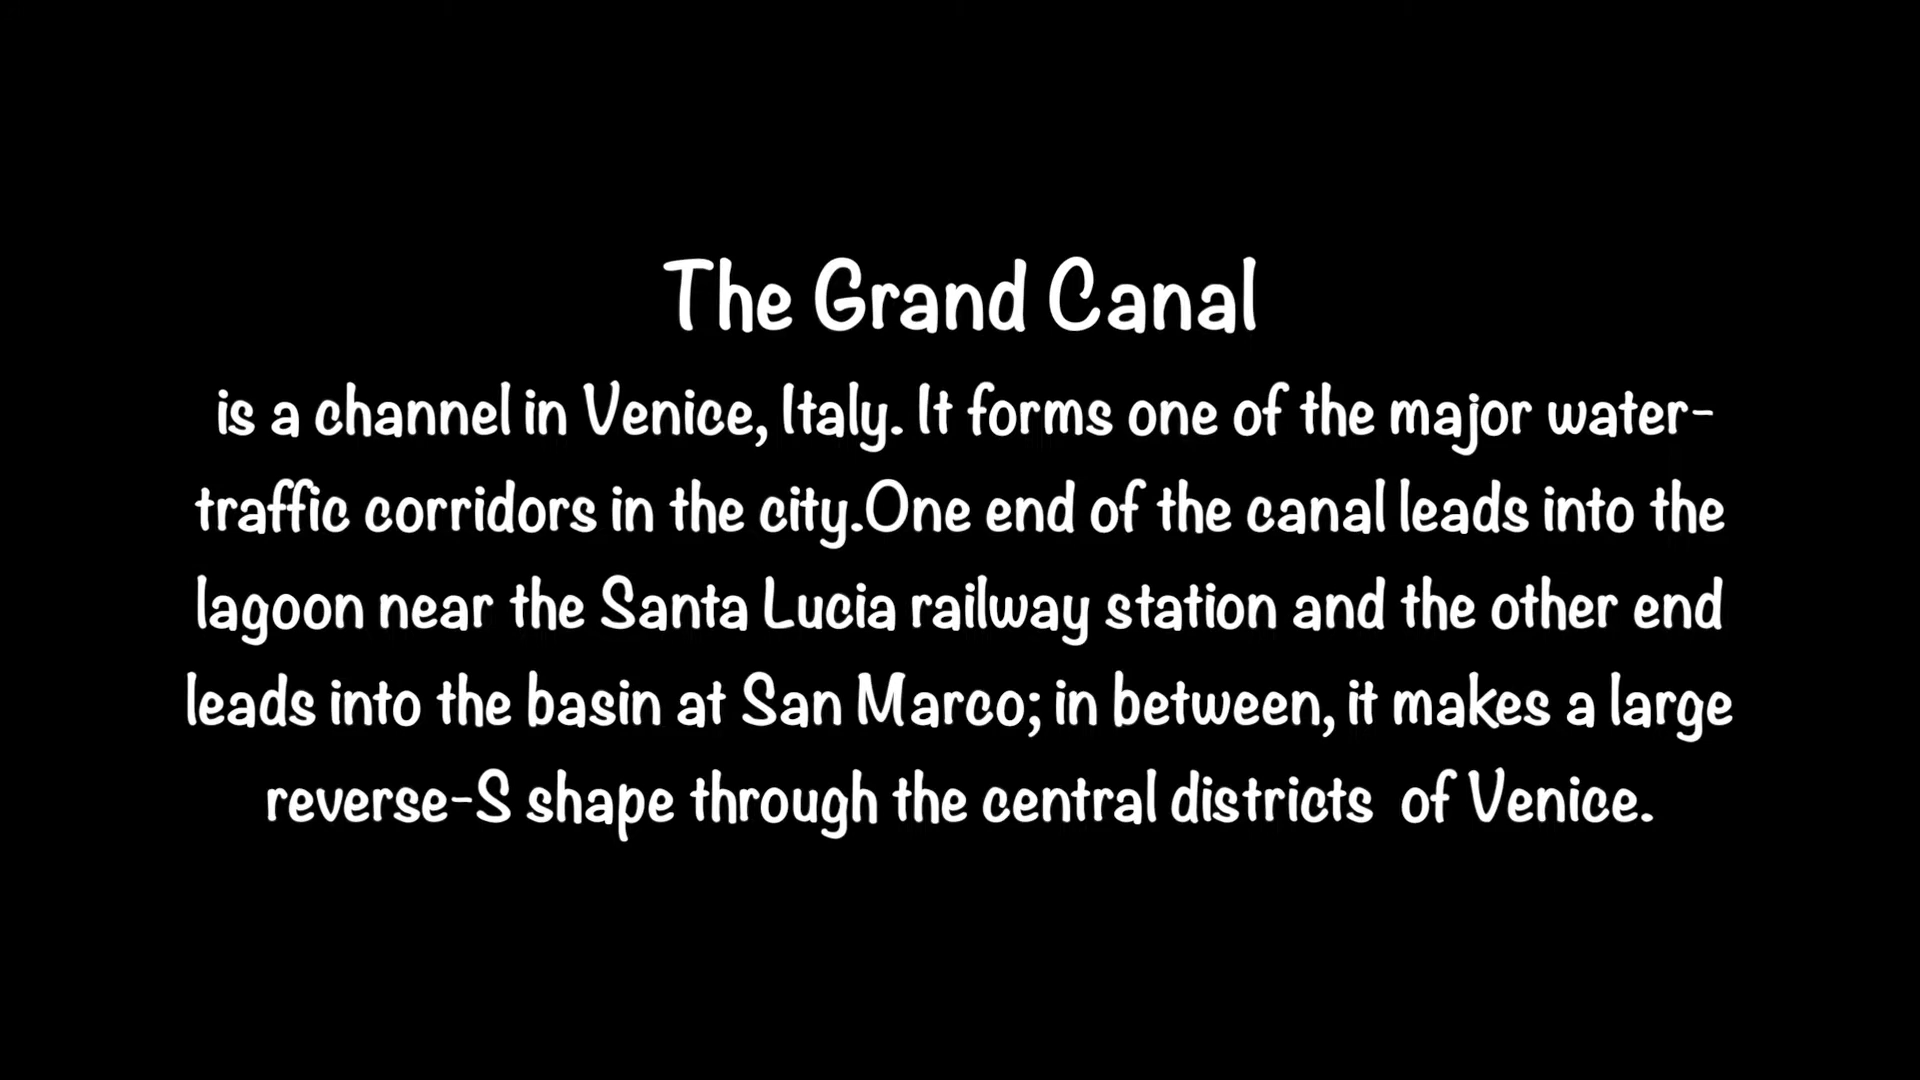 The Grand Canal
is a channel in Venice, Italy. It forms one of the major water-
traffic corridors in the city.One end of the canal leads into the
lagoon near the Santa Lucia railway station and the other end
leads into the basin at San Marco; in between, it makes a large
reverse-S shape through the central districts  of Venice.